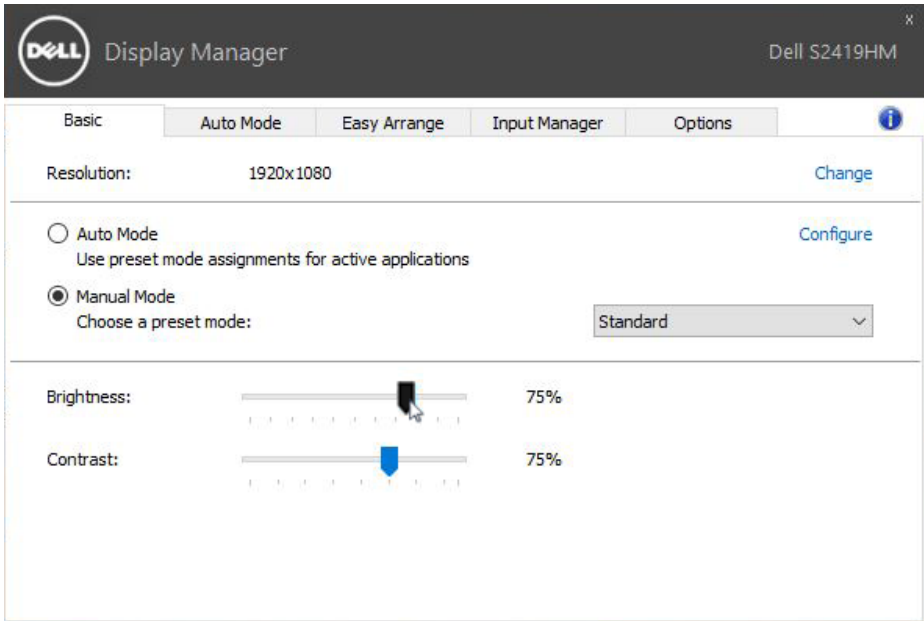 x
DELL Display Manager Dell S2419HM
Basic Auto Mode Easy Arrange Input Manager Options i
Resolution: 1920x1080 Change
Auto Mode Configure
Use preset mode assignments for active applications
Manual Mode
Choose a preset mode: Standard
Brightness: 75%
Contrast: 75%